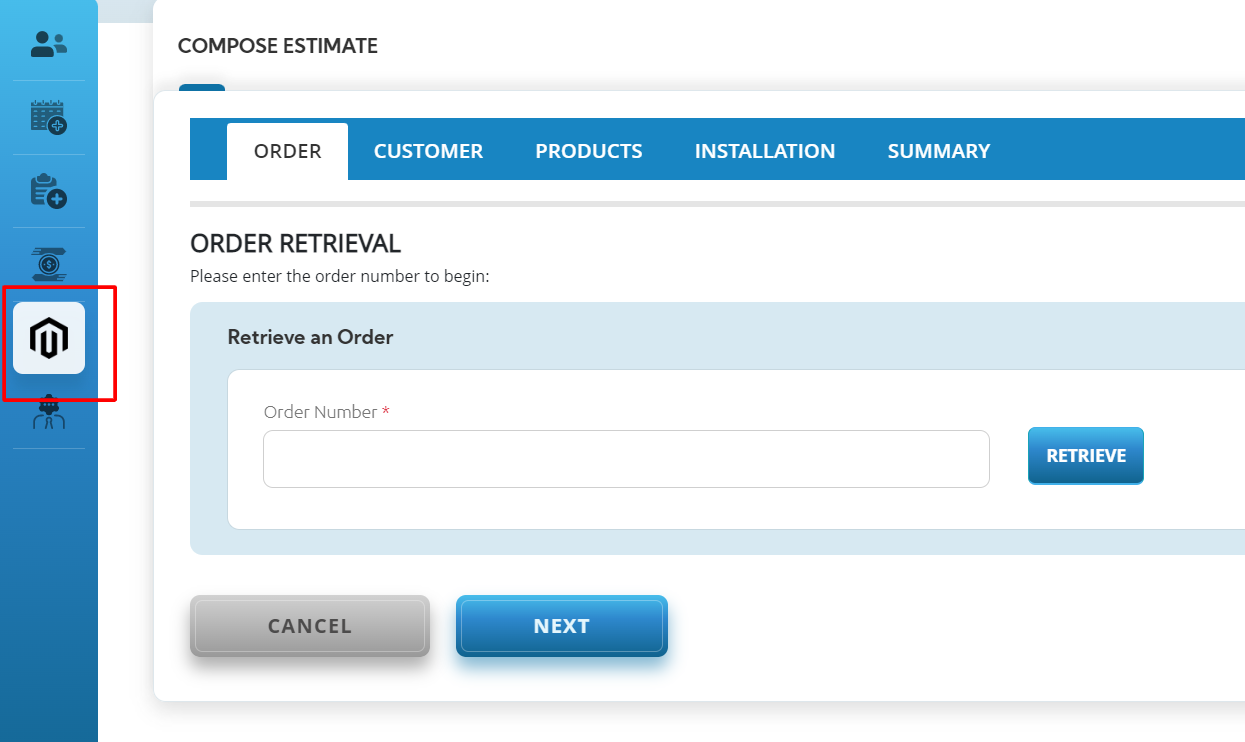 COMPOSE ESTIMATE
ORDER CUSTOMER PRODUCTS INSTALLATION SUMMARY
ORDER RETRIEVAL
Please enter the order number to begin:
Retrieve an Order
Order Number *
RETRIEVE
CANCEL NEXT